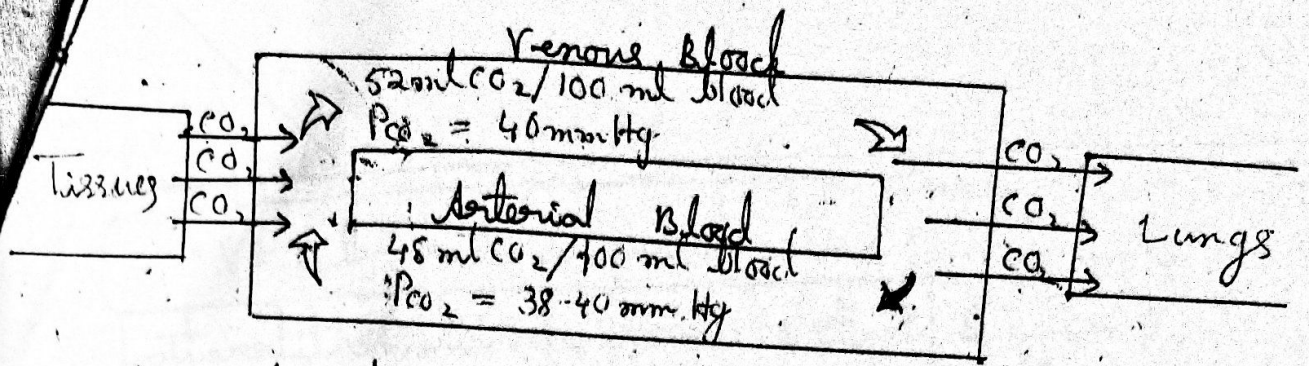 Venous Blood
52ml CO₂/100 ml blood
Pco₂ = 40mmHg
CO₂
CO₂
CO₂
Tissues
Arterial Blood
48 ml CO₂/100 ml blood
Pco₂ = 38-40 mm Hg
CO₂
CO₂
CO₂
Lungs